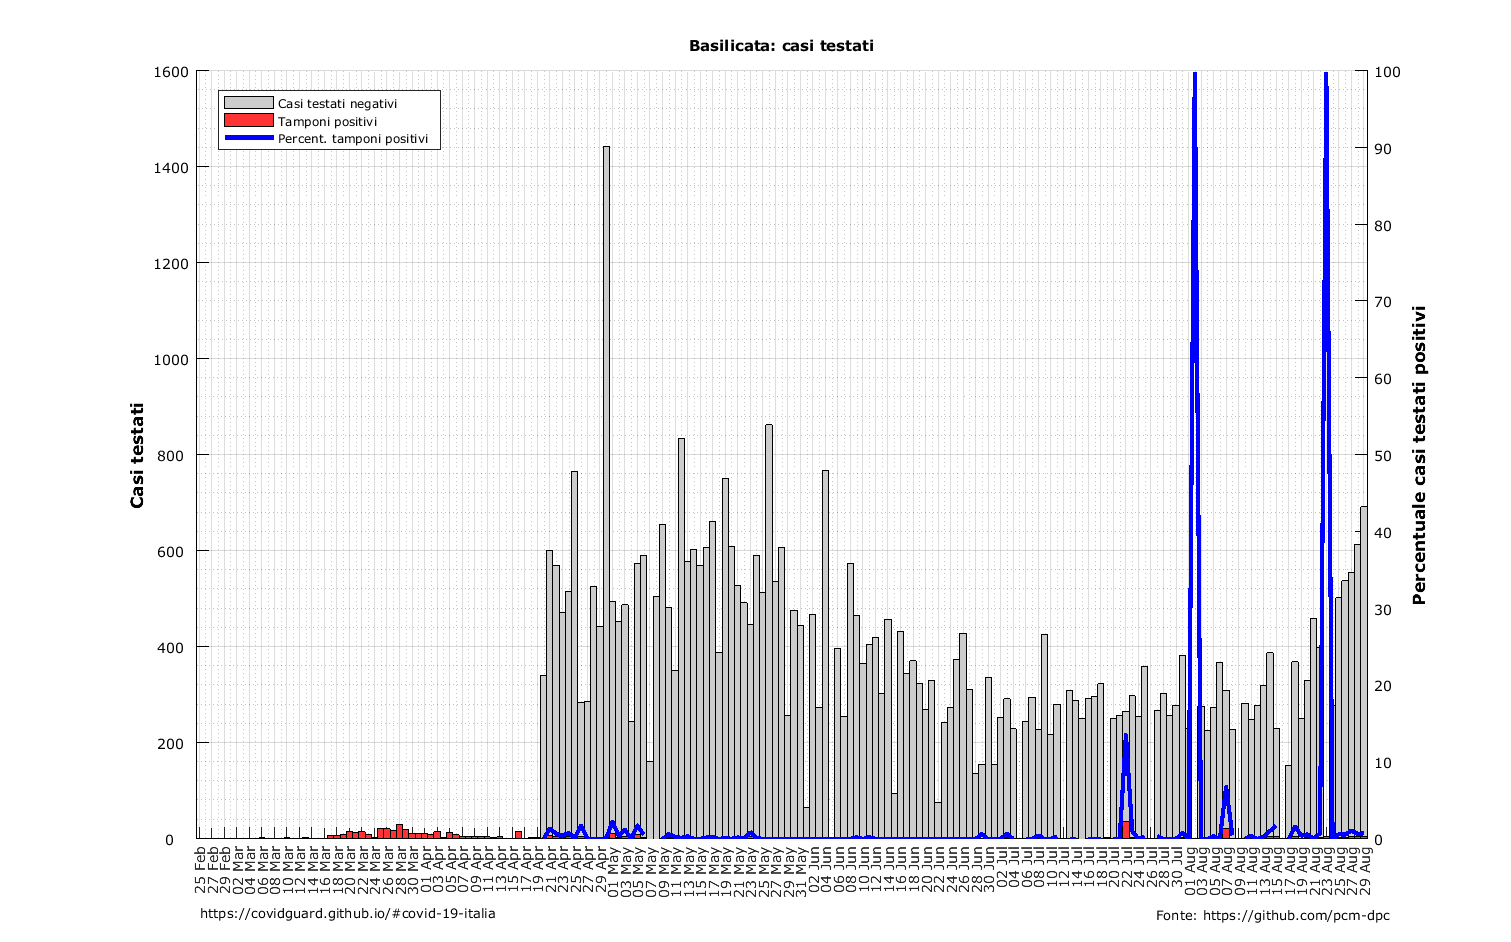 Basilicata: casi testati
Casi testati negativi
Tamponi positivi
Percent. tamponi positivi
Casi testati
1600
1400
1200
1000
800
600
400
200
0
100
90
80
70
60
50
40
30
20
10
0
Percentuale casi testati positivi
25 Feb
27 Feb
29 Feb
02 Mar
04 Mar
06 Mar
08 Mar
10 Mar
12 Mar
14 Mar
16 Mar
18 Mar
20 Mar
22 Mar
24 Mar
26 Mar
28 Mar
30 Mar
01 Apr
03 Apr
05 Apr
07 Apr
09 Apr
11 Apr
13 Apr
15 Apr
17 Apr
19 Apr
21 Apr
23 Apr
25 Apr
27 Apr
29 Apr
01 May
03 May
05 May
07 May
09 May
11 May
13 May
15 May
17 May
19 May
21 May
23 May
25 May
27 May
29 May
31 May
02 Jun
04 Jun
06 Jun
08 Jun
10 Jun
12 Jun
14 Jun
16 Jun
18 Jun
20 Jun
22 Jun
24 Jun
26 Jun
28 Jun
30 Jun
02 Jul
04 Jul
06 Jul
08 Jul
10 Jul
12 Jul
14 Jul
16 Jul
18 Jul
20 Jul
22 Jul
24 Jul
26 Jul
28 Jul
30 Jul
01 Aug
03 Aug
05 Aug
07 Aug
09 Aug
11 Aug
13 Aug
15 Aug
17 Aug
19 Aug
21 Aug
23 Aug
25 Aug
27 Aug
29 Aug
https://covidguard.github.io/#covid-19-italia
Fonte: https://github.com/pcm-dpc